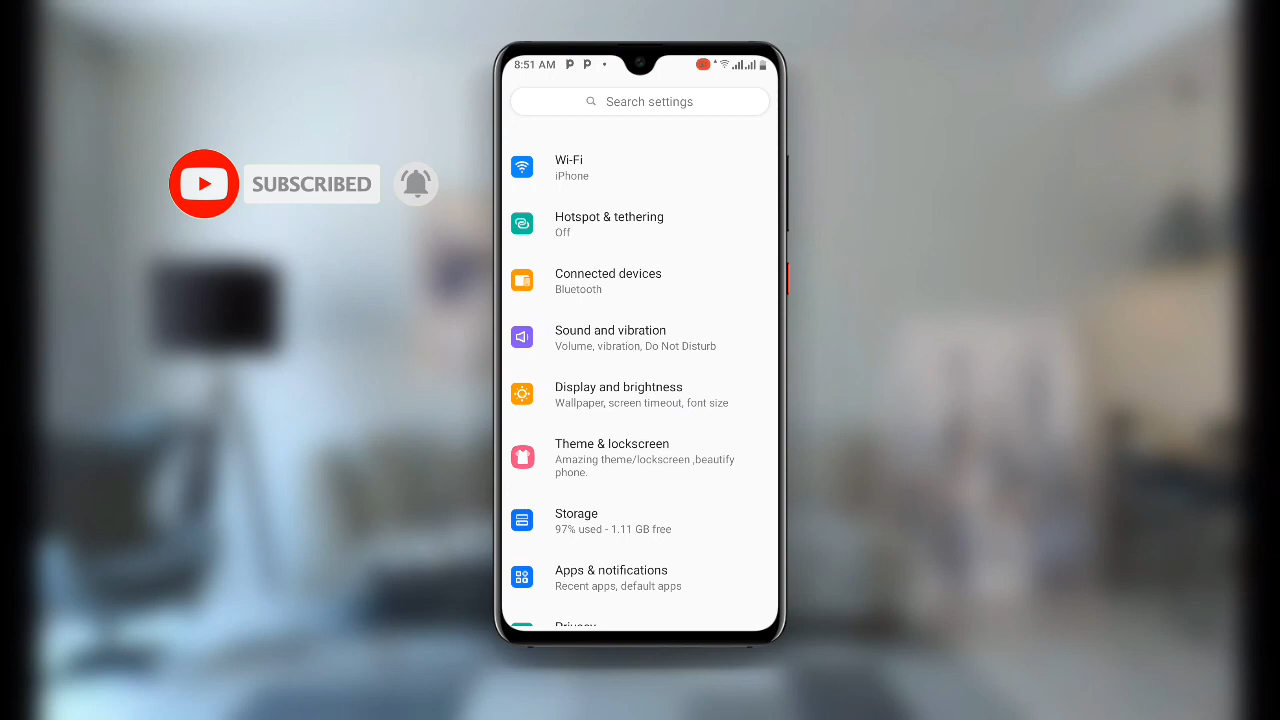 8:51 AM
Search settings
SUBSCRIBED
Wi-Fi
iPhone
Hotspot & tethering
Off
Connected devices
Bluetooth
Sound and vibration
Volume, vibration, Do Not Disturb
Display and brightness
Wallpaper, screen timeout, font size
Theme & lockscreen
Amazing theme/lockscreen ,beautify
phone.
Storage
97% used - 1.11 GB free
Apps & notifications
Recent apps, default apps
Privacy